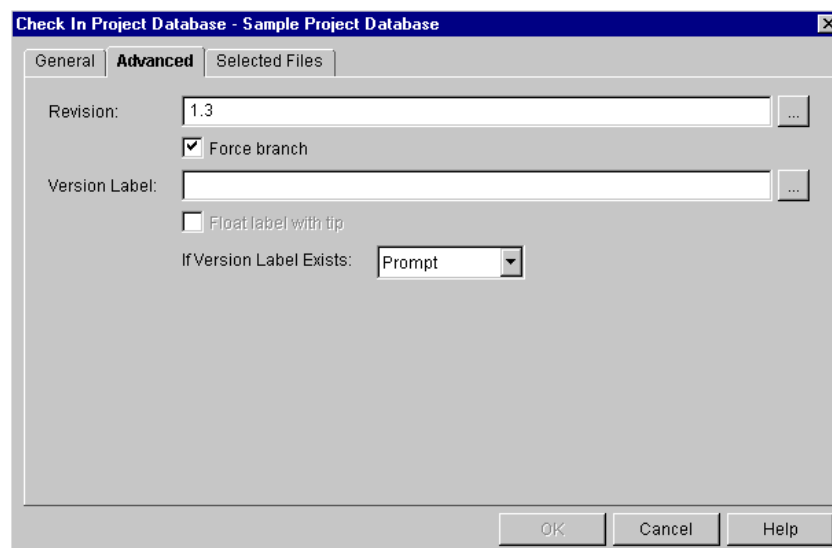 Check In Project Database - Sample Project Database
General Advanced Selected Files
Revision: 1.3 ...
Force branch
Version Label: ...
Float label with tip
If Version Label Exists: Prompt
OK Cancel Help